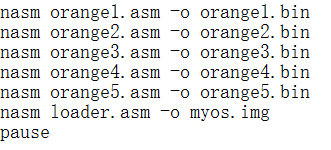 nasm orange1.asm -o orange1.bin
nasm orange2.asm -o orange2.bin
nasm orange3.asm -o orange3.bin
nasm orange4.asm -o orange4.bin
nasm orange5.asm -o orange5.bin
nasm loader.asm -o myos.img
pause